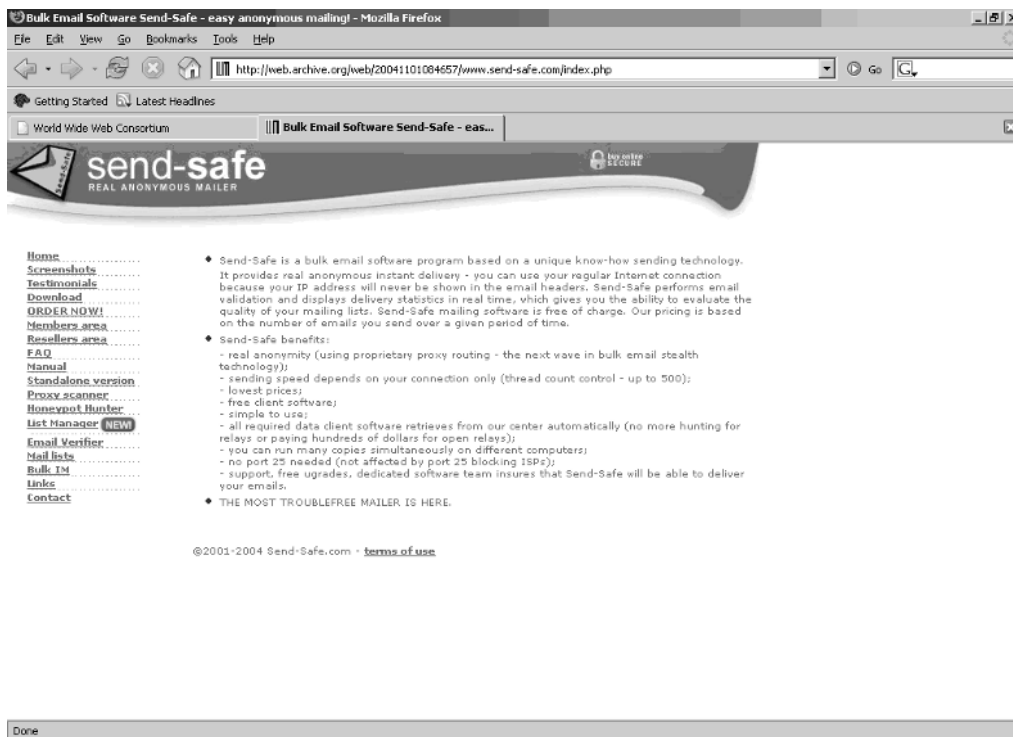 Bulk Email Software Send-Safe - easy anonymous mailing! - Mozilla Firefox
File Edit View Go Bookmarks Tools Help
http://web.archive.org/web/20041101084657/www.send-safe.com/index.php
Go
G
Getting Started Latest Headlines
World Wide Web Consortium
Bulk Email Software Send-Safe - eas...
Send-Safe
send-safe
REAL ANONYMOUS MAILER
buy online
SECURE
Home
Screenshots
Testimonials
Download
ORDER NOW!
Members area
Resellers area
FAQ
Manual
Standalone version
Proxy scanner
Honeypot Hunter
List Manager NEW!
Email Verifier
Mail lists
Bulk IM
Links
Contact
Send-Safe is a bulk email software program based on a unique know-how sending technology.
It provides real anonymous instant delivery - you can use your regular Internet connection
because your IP address will never be shown in the email headers. Send-Safe performs email
validation and displays delivery statistics in real time, which gives you the ability to evaluate the
quality of your mailing lists. Send-Safe mailing software is free of charge. Our pricing is based
on the number of emails you send over a given period of time.
Send-Safe benefits:
- real anonymity (using proprietary proxy routing - the next wave in bulk email stealth
technology);
- sending speed depends on your connection only (thread count control - up to 500);
- lowest prices;
- free client software;
- simple to use;
- all required data client software retrieves from our center automatically (no more hunting for
relays or paying hundreds of dollars for open relays);
- you can run many copies simultaneously on different computers;
- no port 25 needed (not affected by port 25 blocking ISPs);
- support, free ugrades, dedicated software team insures that Send-Safe will be able to deliver
your emails.
THE MOST TROUBLEFREE MAILER IS HERE.
©2001-2004 Send-Safe.com - terms of use
Done